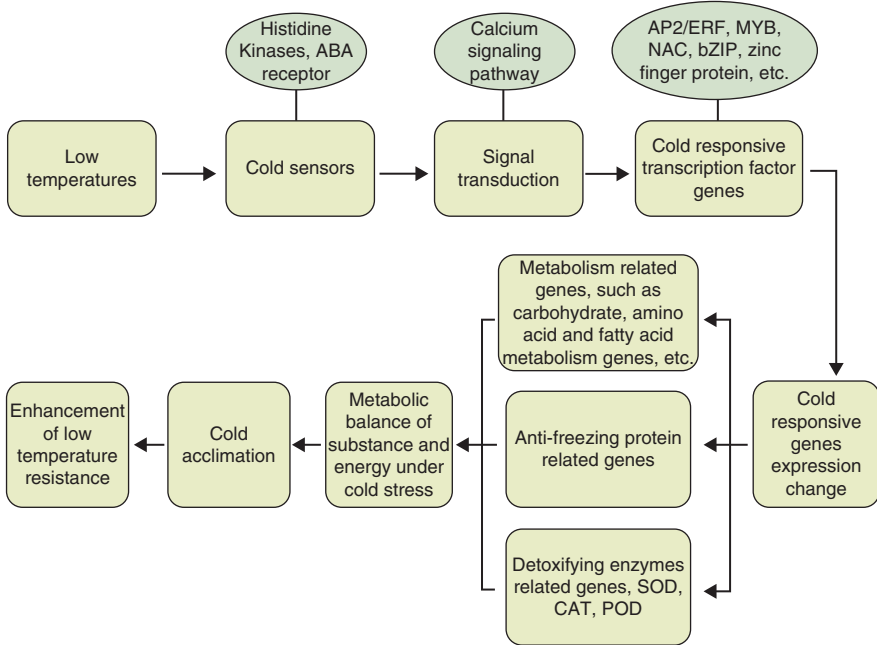 Histidine
Kinases, ABA
receptor
Calcium
signaling
pathway
AP2/ERF, MYB,
NAC, bZIP, zinc
finger protein, etc.
Low
temperatures
Cold sensors
Signal
transduction
Cold responsive
transcription factor
genes
Metabolism related
genes, such as
carbohydrate, amino
acid and fatty acid
metabolism genes, etc.
Enhancement
of low
temperature
resistance
Cold
acclimation
Metabolic
balance of
substance and
energy under
cold stress
Anti-freezing protein
related genes
Cold
responsive
genes
expression
change
Detoxifying enzymes
related genes, SOD,
CAT, POD